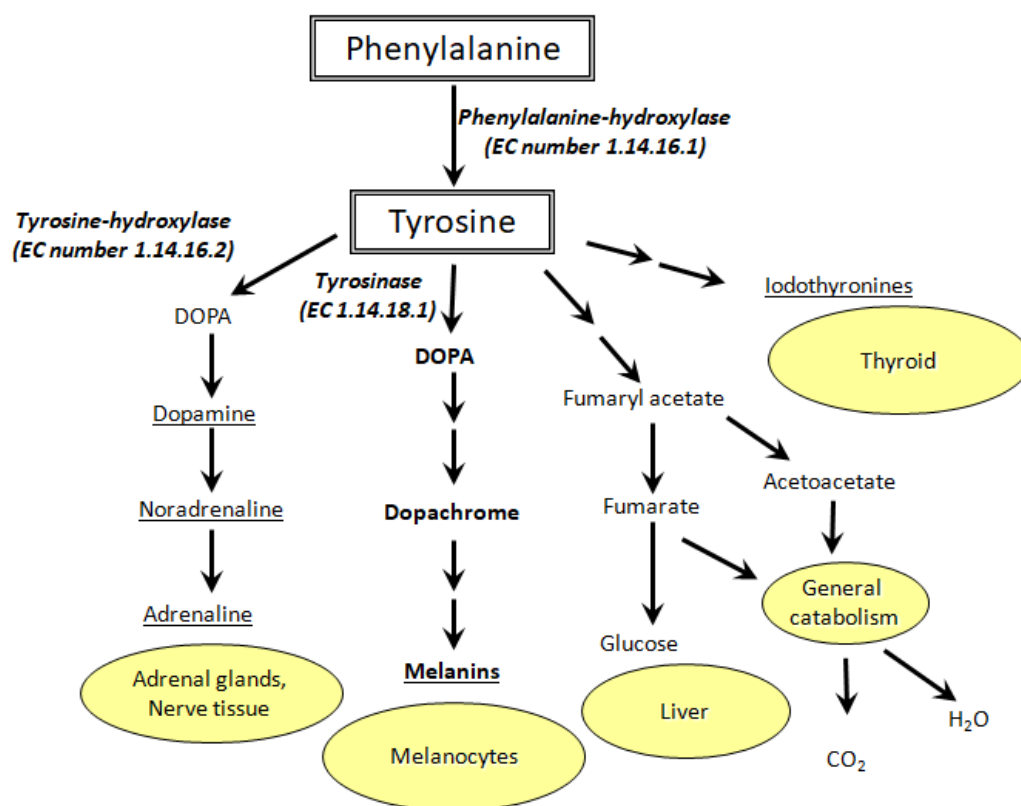 Phenylalanine
Phenylalanine-hydroxylase
(EC number 1.14.16.1)
Tyrosine
Tyrosine-hydroxylase
(EC number 1.14.16.2)
Tyrosinase
(EC 1.14.18.1)
Iodothyronines
Thyroid
DOPA
DOPA
Fumaryl acetate
Dopamine
Acetoacetate
Noradrenaline
Dopachrome
Fumarate
General
catabolism
Adrenaline
Glucose
Melanins
Adrenal glands,
Nerve tissue
Liver
H₂O
Melanocytes
CO₂